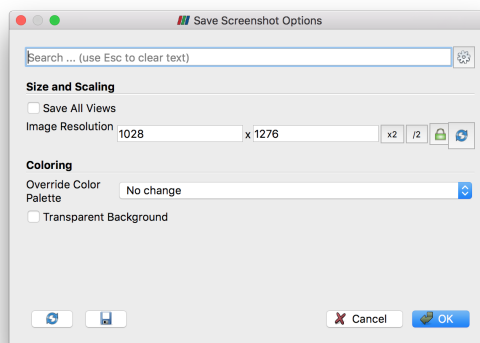 Save Screenshot Options
Search ... (use Esc to clear text)
Size and Scaling
Save All Views
Image Resolution 1028 x 1276 x2 /2
Coloring
Override Color
Palette
No change
Transparent Background
Cancel OK